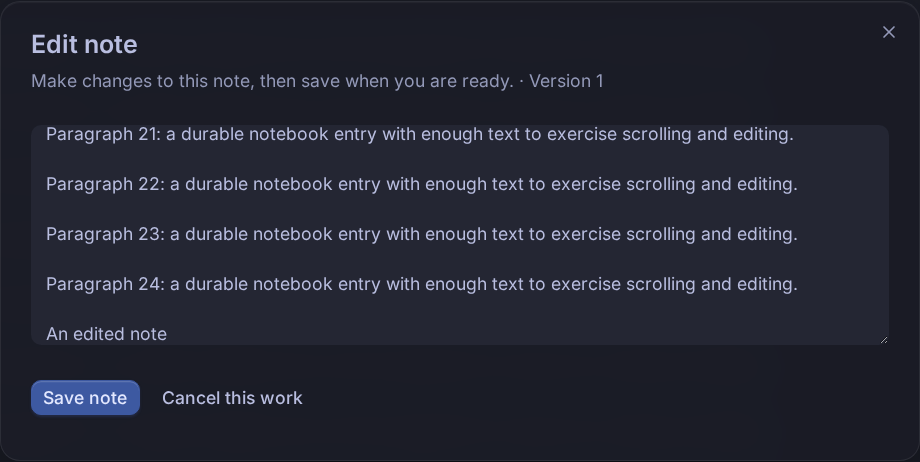 Edit note
Make changes to this note, then save when you are ready. · Version 1
Paragraph 21: a durable notebook entry with enough text to exercise scrolling and editing.
Paragraph 22: a durable notebook entry with enough text to exercise scrolling and editing.
Paragraph 23: a durable notebook entry with enough text to exercise scrolling and editing.
Paragraph 24: a durable notebook entry with enough text to exercise scrolling and editing.
An edited note
Save note
Cancel this work